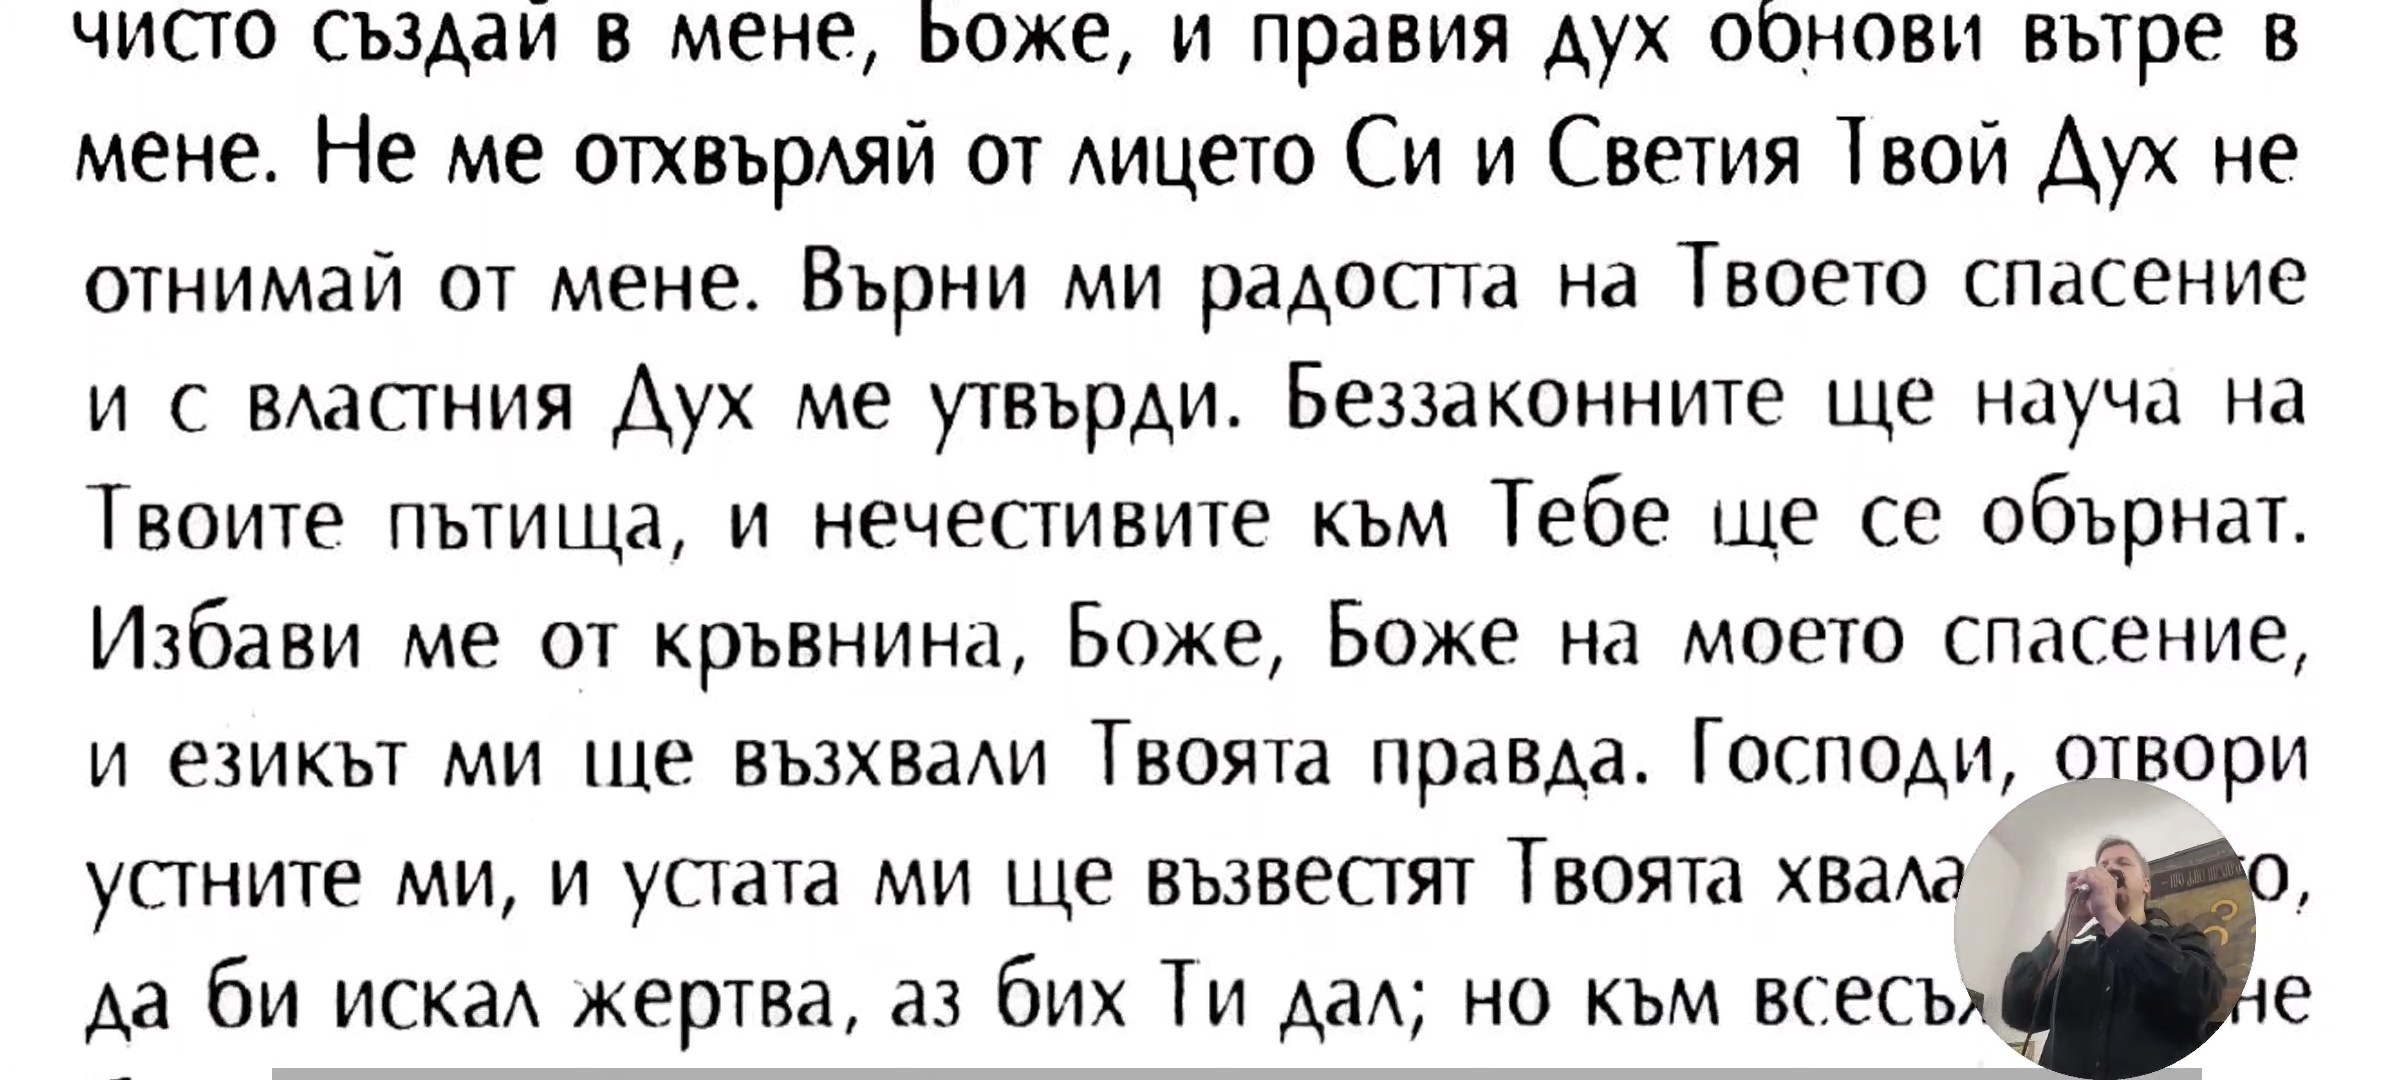 чисто създай в мене, Боже, и правия дух обнови вътре в
мене. Не ме отхвърляй от лицето Си и Светия Твой Дух не
отнимай от мене. Върни ми радостта на Твоето спасение
и с властния Дух ме утвърди. Беззаконните ще науча на
Твоите пътища, и нечестивите към Тебе ще се обърнат.
Избави ме от кръвнина, Боже, Боже на моето спасение,
и езикът ми ще възхвали Твоята правда. Господи, отвори
устните ми, и устата ми ще възвестят Твоята хвала
да би искал жертва, аз бих Ти дал; но към не